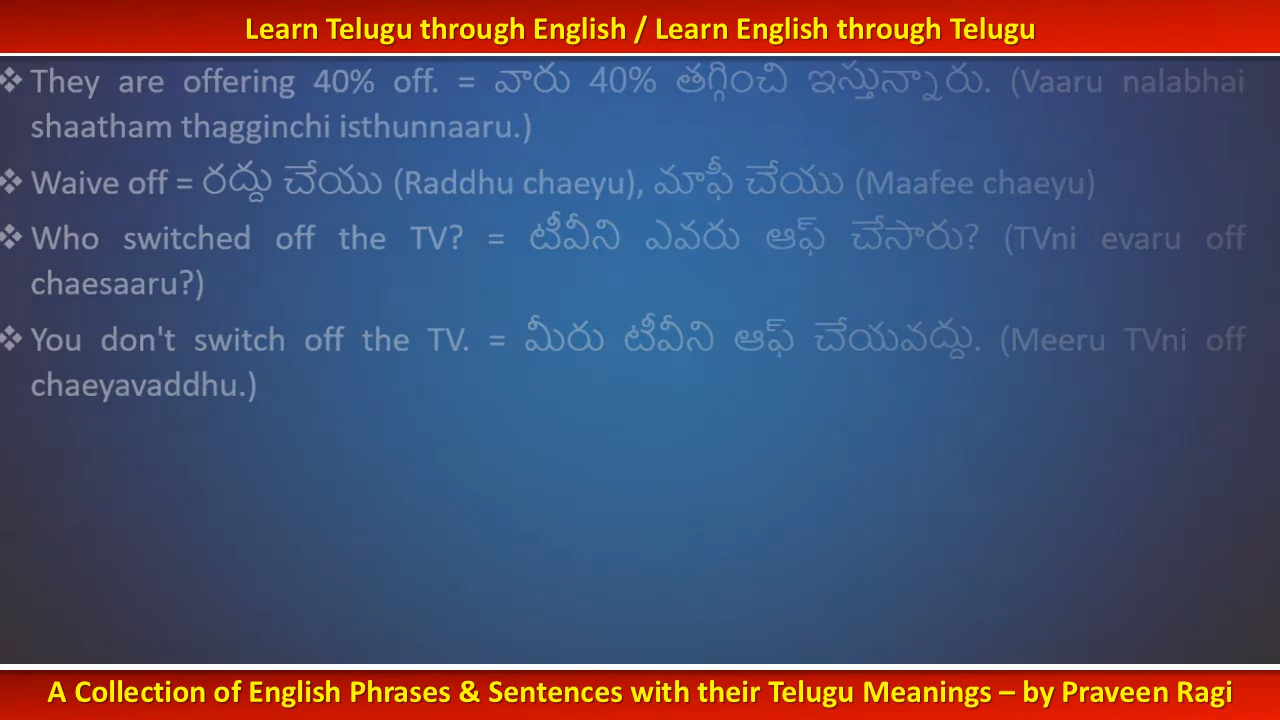 Learn Telugu through English / Learn English through Telugu
❖ They are offering 40% off. = వారు 40% తగ్గించి ఇస్తున్నారు. (Vaaru nalabhai
shaatham thagginchi isthunnaaru.)
❖ Waive off = రద్దు చేయు (Raddhu chaeyu), మాఫీ చేయు (Maafee chaeyu)
❖ Who switched off the TV? = టీవీని ఎవరు ఆఫ్ చేసారు? (TVni evaru off
chaesaaru?)
❖ You don't switch off the TV. = మీరు టీవీని ఆఫ్ చేయవద్దు. (Meeru TVni off
chaeyavaddhu.)
A Collection of English Phrases & Sentences with their Telugu Meanings – by Praveen Ragi